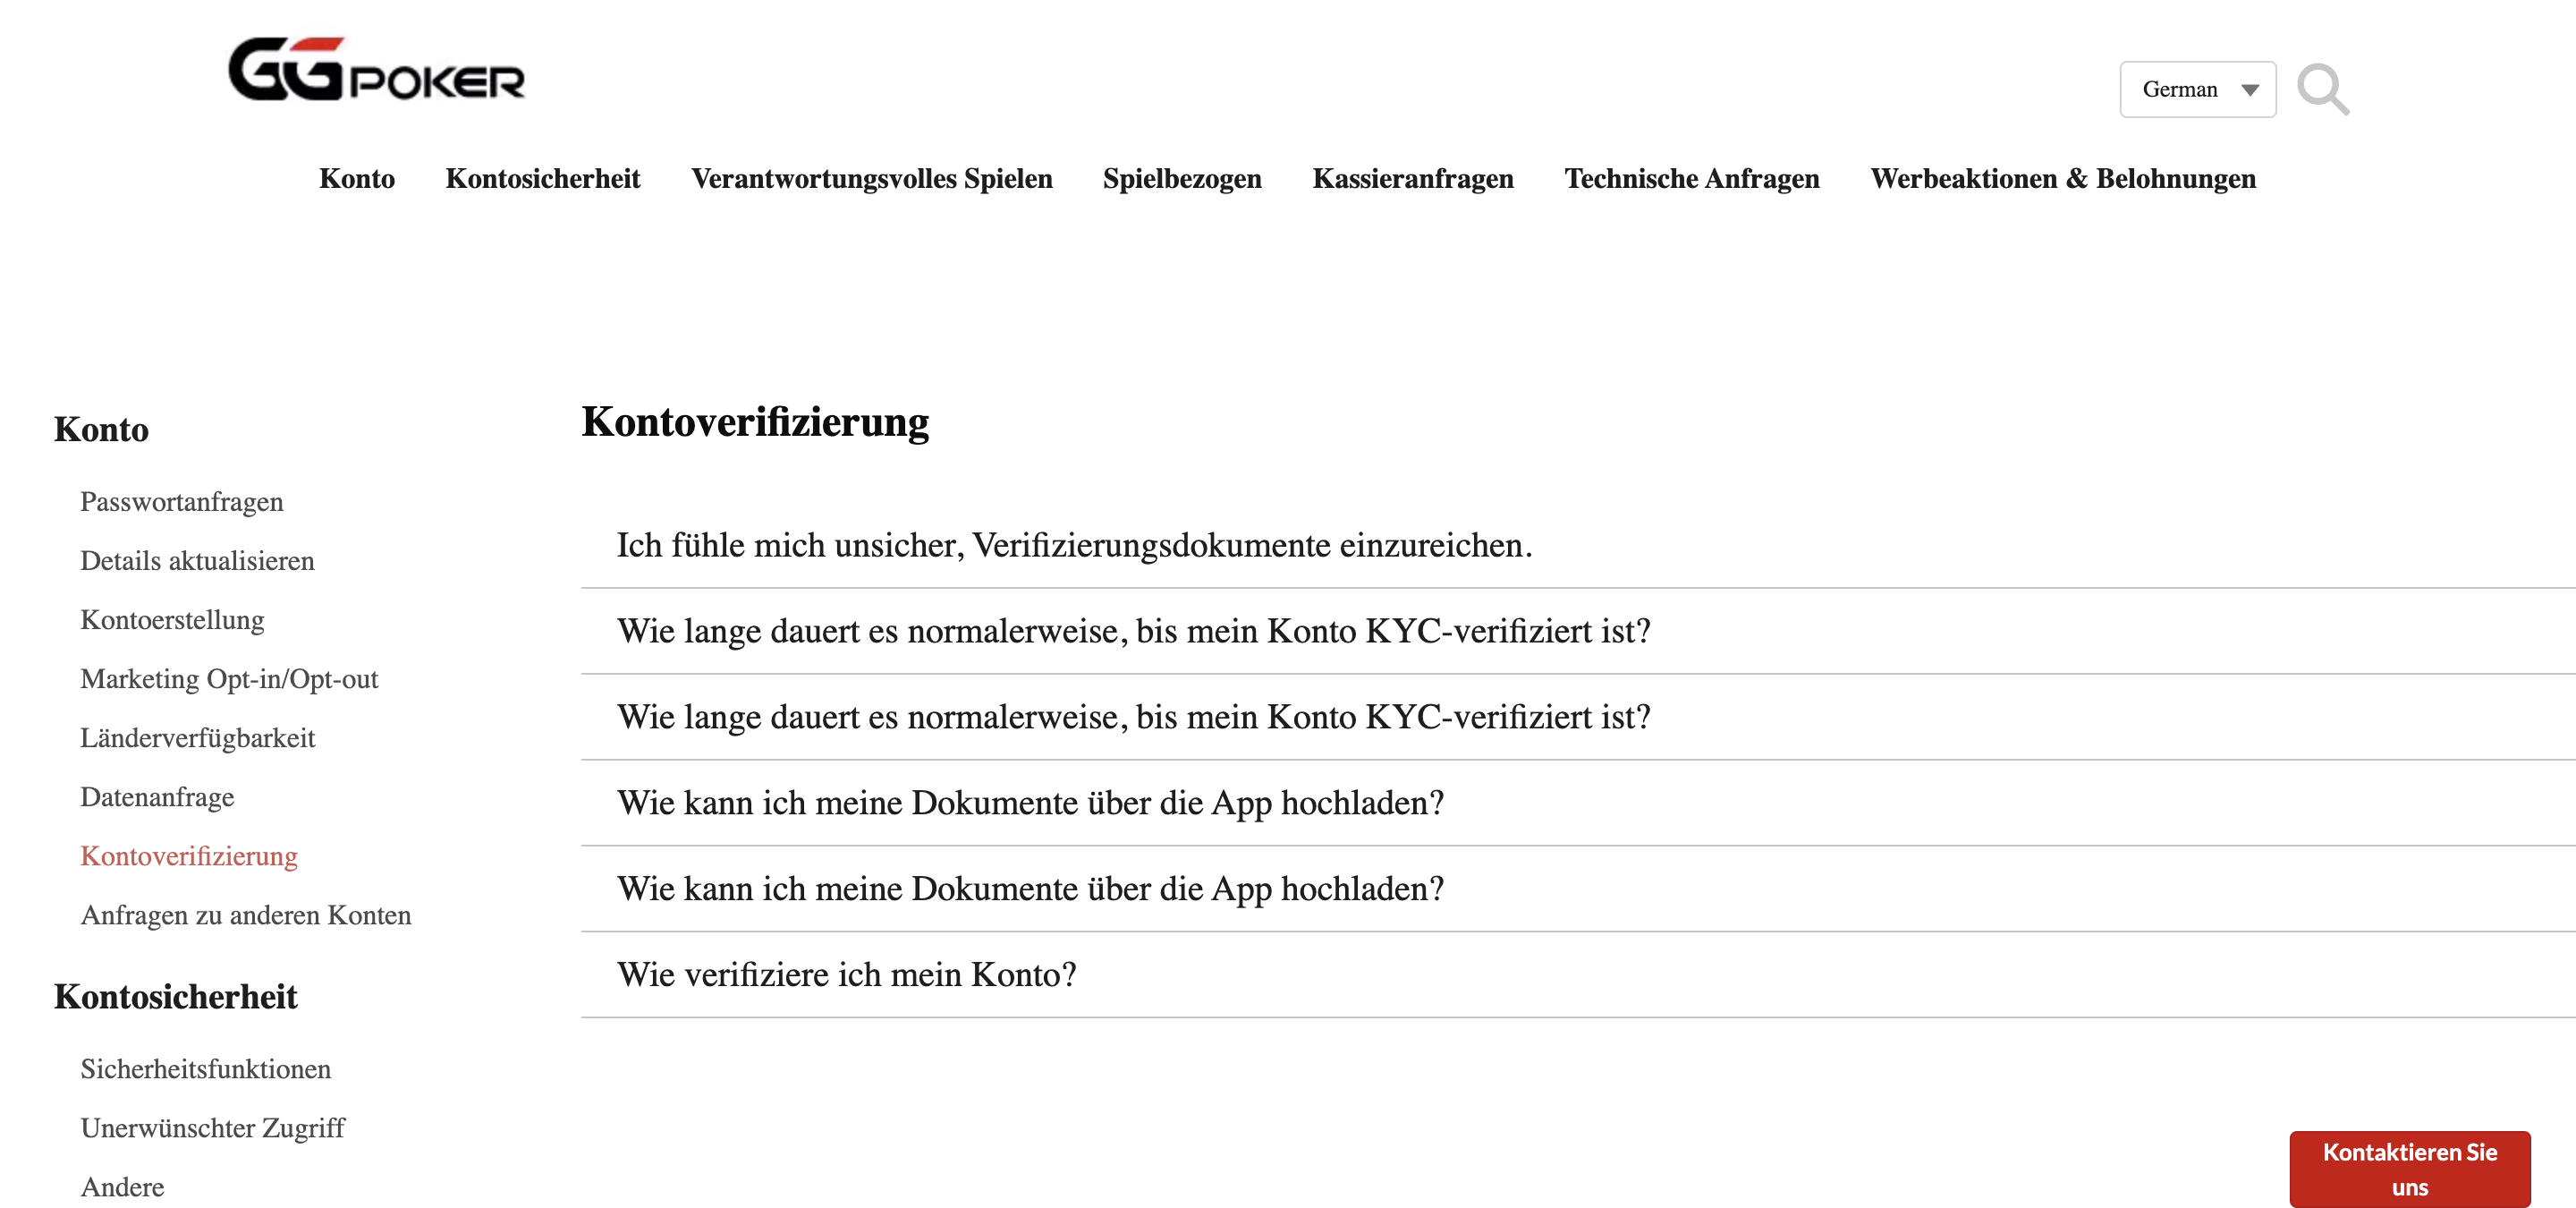 GGPOKER
German
Konto Kontosicherheit Verantwortungsvolles Spielen Spielbezogen Kassieranfragen Technische Anfragen Werbeaktionen & Belohnungen
Konto
Passwortanfragen
Details aktualisieren
Kontoerstellung
Marketing Opt-in/Opt-out
Länderverfügbarkeit
Datenanfrage
Kontoverifizierung
Anfragen zu anderen Konten
Kontosicherheit
Sicherheitsfunktionen
Unerwünschter Zugriff
Andere
Kontoverifizierung
Ich fühle mich unsicher, Verifizierungsdokumente einzureichen.
Wie lange dauert es normalerweise, bis mein Konto KYC-verifiziert ist?
Wie lange dauert es normalerweise, bis mein Konto KYC-verifiziert ist?
Wie kann ich meine Dokumente über die App hochladen?
Wie kann ich meine Dokumente über die App hochladen?
Wie verifiziere ich mein Konto?
Kontaktieren Sie
uns